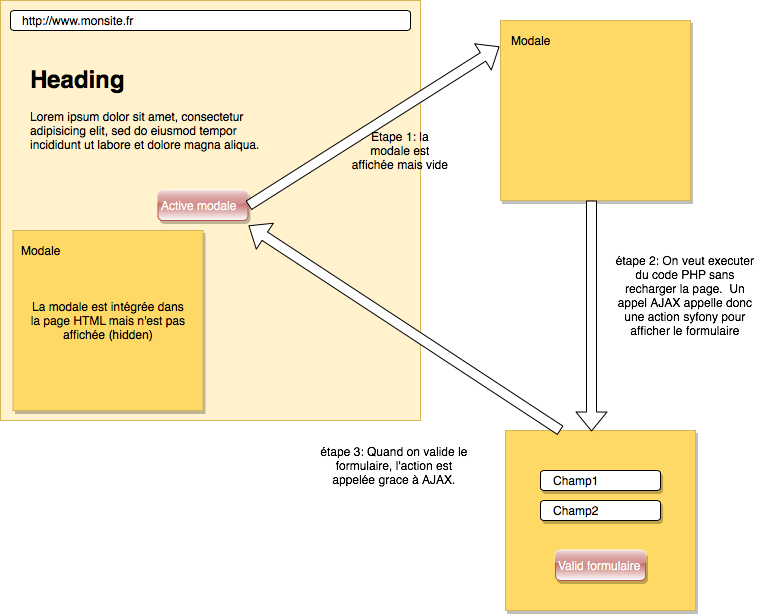 http://www.monsite.fr
Heading
Lorem ipsum dolor sit amet, consectetur
adipisicing elit, sed do eiusmod tempor
incididunt ut labore et dolore magna aliqua.
Active modale
Modale
La modale est intégrée dans
la page HTML mais n'est pas
affichée (hidden)
Etape 1: la
modale est
affichée mais vide
Modale
étape 2: On veut executer
du code PHP sans
recharger la page. Un
appel AJAX appelle donc
une action syfony pour
afficher le formulaire
étape 3: Quand on valide le
formulaire, l'action est
appelée grace à AJAX.
Champ1
Champ2
Valid formulaire